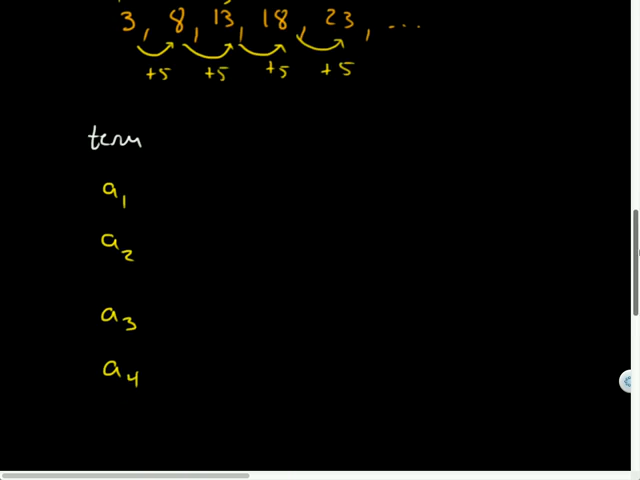 3, 8, 13, 18, 23, ...
+5 +5 +5 +5
term
a₁
a₂
a₃
a₄